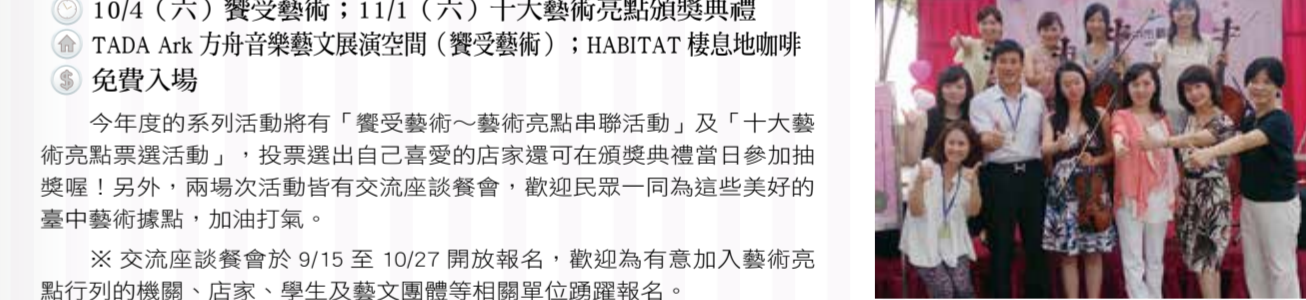 10/4（六）饗受藝術；11/1（六）十大藝術亮點頒獎典禮
TADA Ark 方舟音樂藝文展演空間（饗受藝術）；HABITAT 棲息地咖啡
$ 免費入場
今年度的系列活動將有「饗受藝術～藝術亮點串聯活動」及「十大藝
術亮點票選活動」，投票選出自己喜愛的店家還可在頒獎典禮當日參加抽
獎喔！另外，兩場次活動皆有交流座談餐會，歡迎民眾一同為這些美好的
臺中藝術據點，加油打氣。
※ 交流座談餐會於 9/15 至 10/27 開放報名，歡迎為有意加入藝術亮
點行列的機關、店家、學生及藝文團體等相關單位踴躍報名。